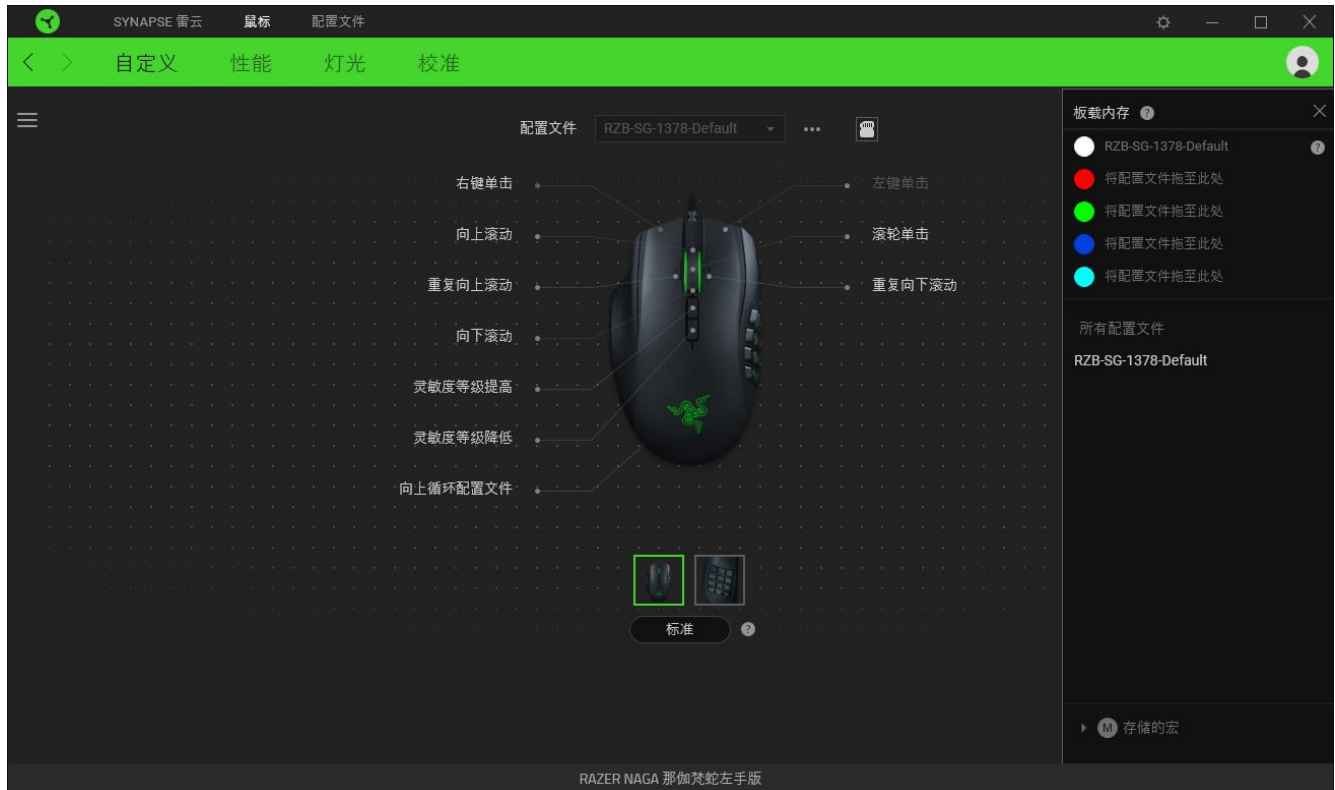 SYNAPSE 雷云 鼠标 配置文件
自定义 性能 灯光 校准
配置文件 RZB-SG-1378-Default
右键单击 左键单击
向上滚动 滚轮单击
重复向上滚动 重复向下滚动
向下滚动
灵敏度等级提高
灵敏度等级降低
向上循环配置文件
标准 ?
板载内存 ?
RZB-SG-1378-Default ?
将配置文件拖至此处
将配置文件拖至此处
将配置文件拖至此处
将配置文件拖至此处
所有配置文件
RZB-SG-1378-Default
M 存储的宏
RAZER NAGA 那伽梵蛇左手版